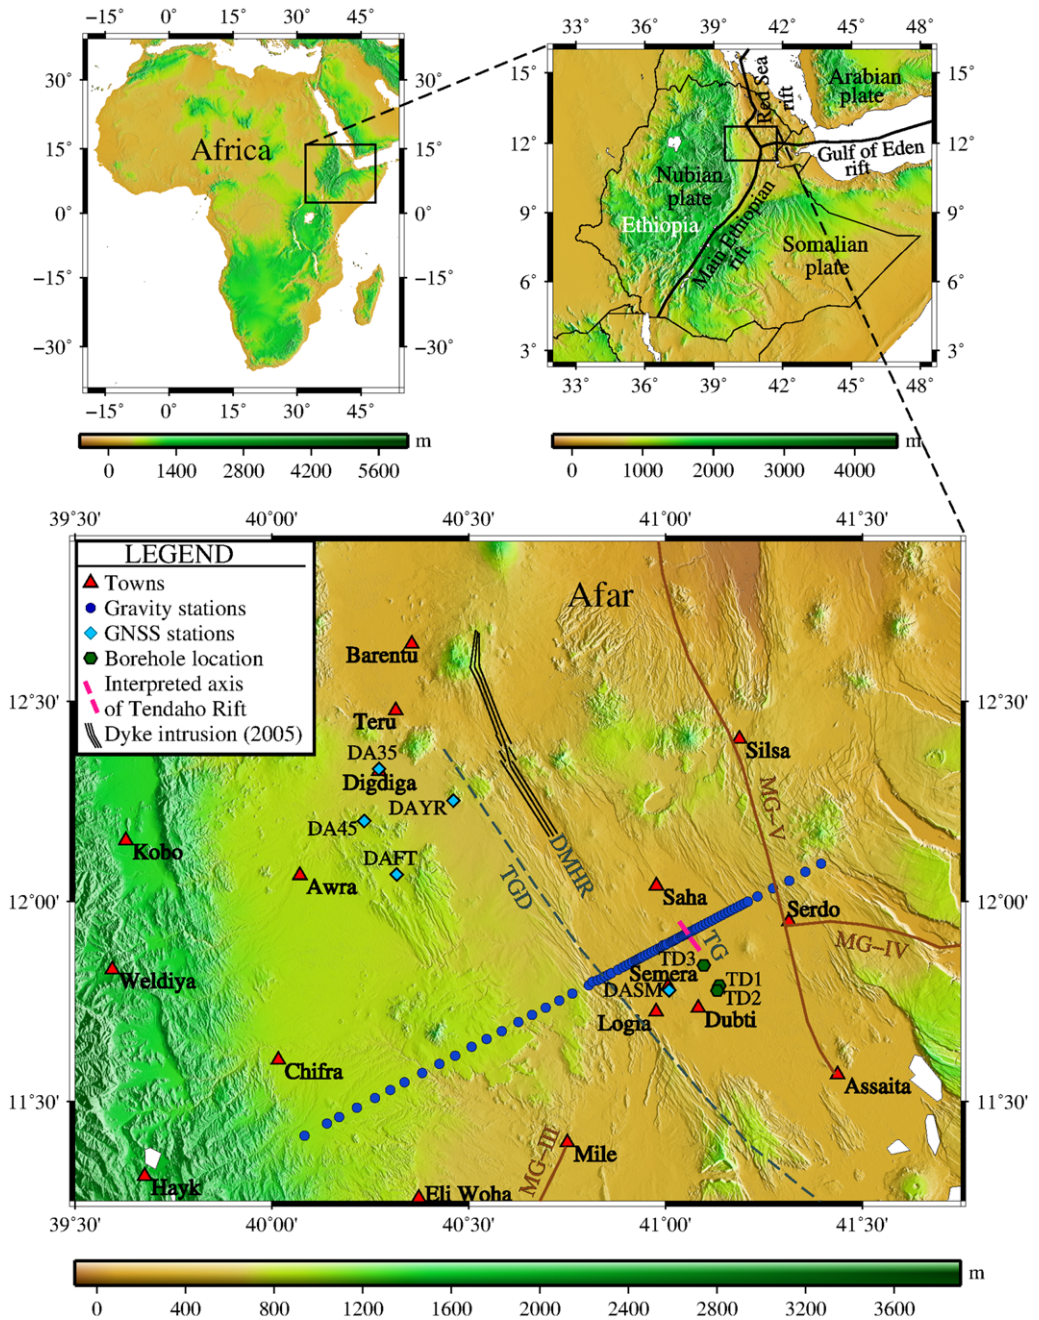 −15° 0° 15° 30° 45°
30° 30°
15° 15°
0° 0°
−15° −15°
−30° −30°
Africa
−15° 0° 15° 30° 45°
m
0 1400 2800 4200 5600
33 36° 39° 42° 45° 48°
15° 15°
12° 12°
9° 9°
6° 6°
3° 3°
Red Sea
rift
Arabian
plate
Gulf of Eden
rift
Nubian
plate
Ethiopia
Main Ethiopian
rift
Somalian
plate
33 36° 39° 42° 45° 48°
m
0 1000 2000 3000 4000
39°30' 40°00' 40°30' 41°00' 41°30'
LEGEND
Towns
Gravity stations
GNSS stations
Borehole location
Interpreted axis
of Tendaho Rift
Dyke intrusion (2005)
Afar
Barentu
12°30' 12°30'
Teru
Silsa
DA35
Digdiga
DAYR
MG−V
DA45
DMHR
Kobo
DAFT
TGD
Awra
Saha
12°00' 12°00'
Serdo
TG
MG−IV
TD3
Weldiya
Semera
TD1
DASM
TD2
Logia
Dubti
Chifra
Assaita
11°30' 11°30'
MG−III
Mile
Hayk
Eli Woha
39°30' 40°00' 40°30' 41°00' 41°30'
m
0 400 800 1200 1600 2000 2400 2800 3200 3600